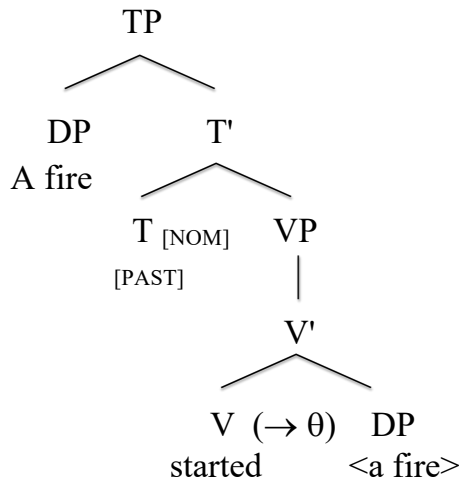 TP
DP T'
A fire
T [NOM] VP
[PAST]
V'
V (→ θ) DP
started <a fire>